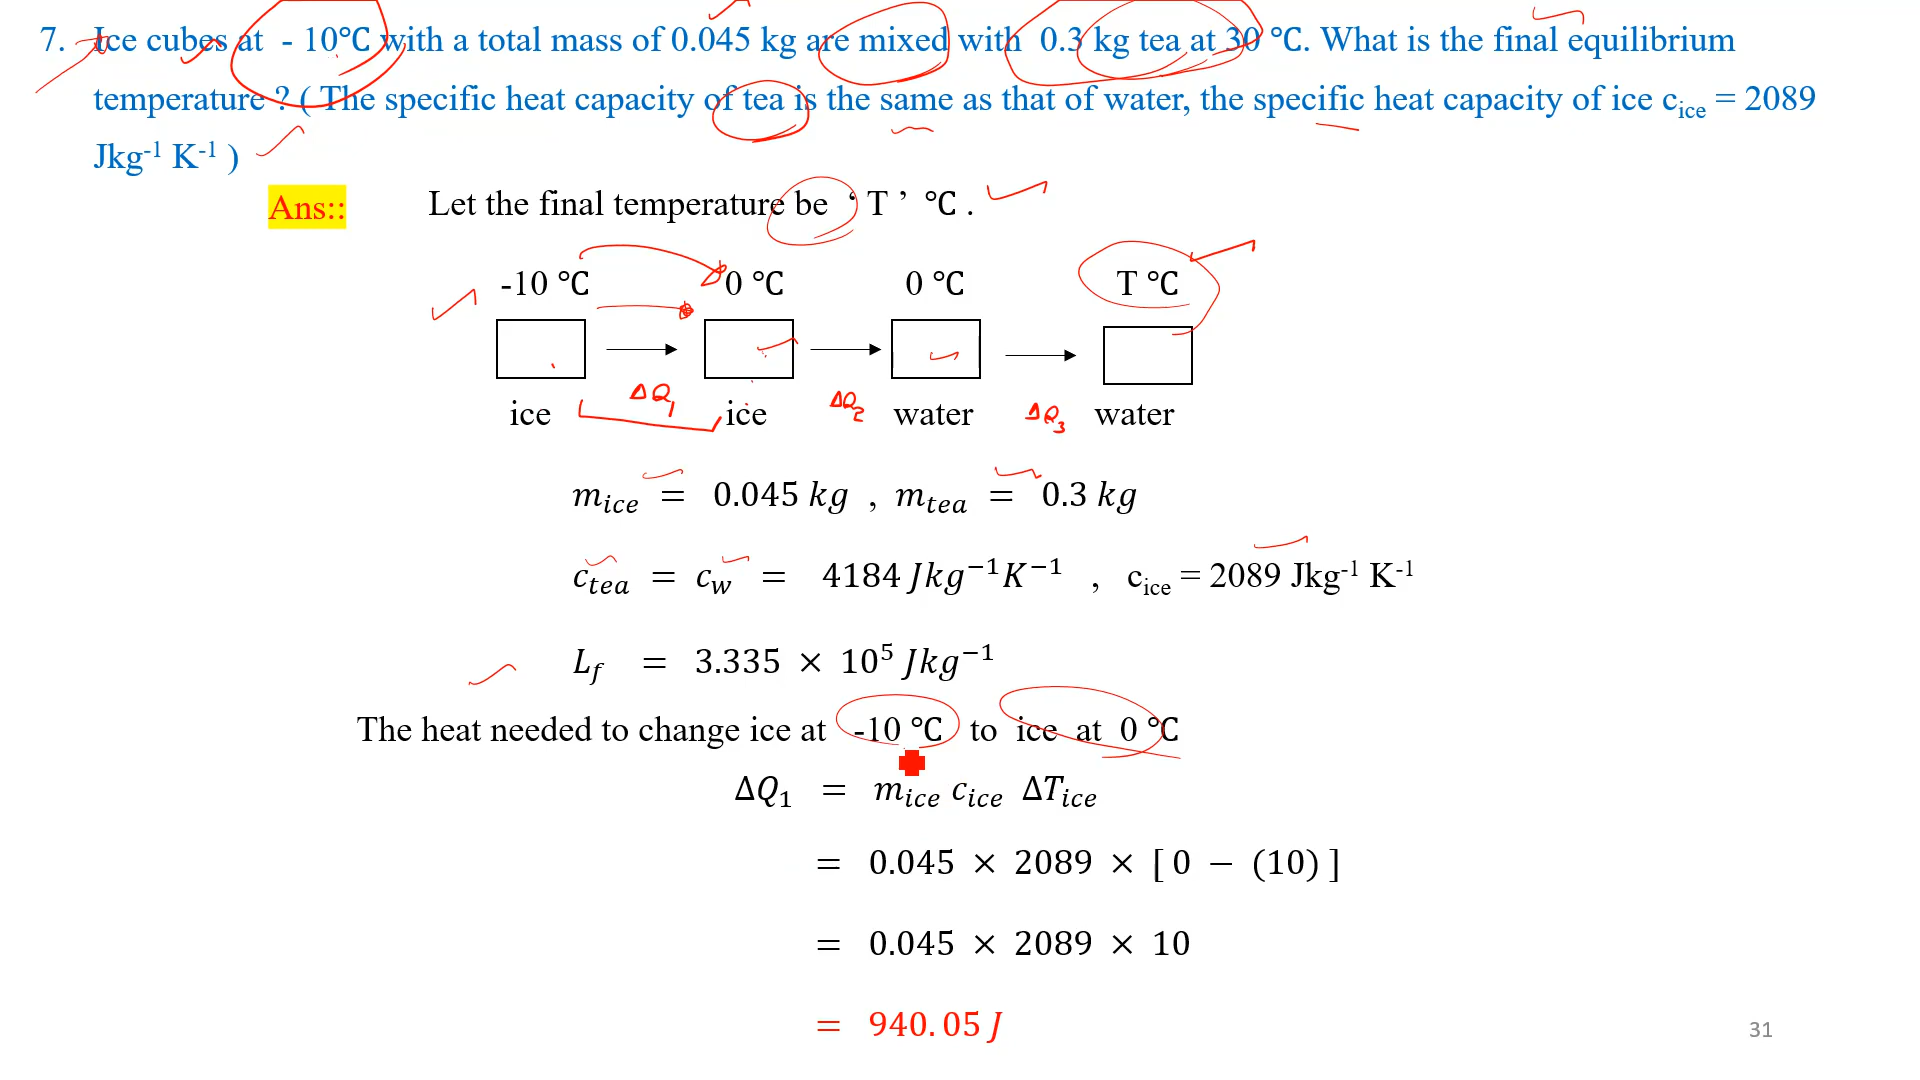 7. Ice cubes at - 10℃ with a total mass of 0.045 kg are mixed with 0.3 kg tea at 30 ℃. What is the final equilibrium
temperature ? ( The specific heat capacity of tea is the same as that of water, the specific heat capacity of ice cᵢce = 2089
Jkg⁻¹ K⁻¹ )
Ans:: Let the final temperature be ‘ T ’ ℃ .
-10 ℃ 0 ℃ 0 ℃ T ℃
ΔQ₁ ΔQ₂ ΔQ₃
ice ice water water
m_ice = 0.045 kg , m_tea = 0.3 kg
c_tea = c_w = 4184 Jkg⁻¹K⁻¹ , c_ice = 2089 Jkg⁻¹ K⁻¹
L_f = 3.335 × 10⁵ Jkg⁻¹
The heat needed to change ice at -10 ℃ to ice at 0 ℃
ΔQ₁ = m_ice c_ice ΔT_ice
= 0.045 × 2089 × [ 0 − (10) ]
= 0.045 × 2089 × 10
= 940.05 J
31